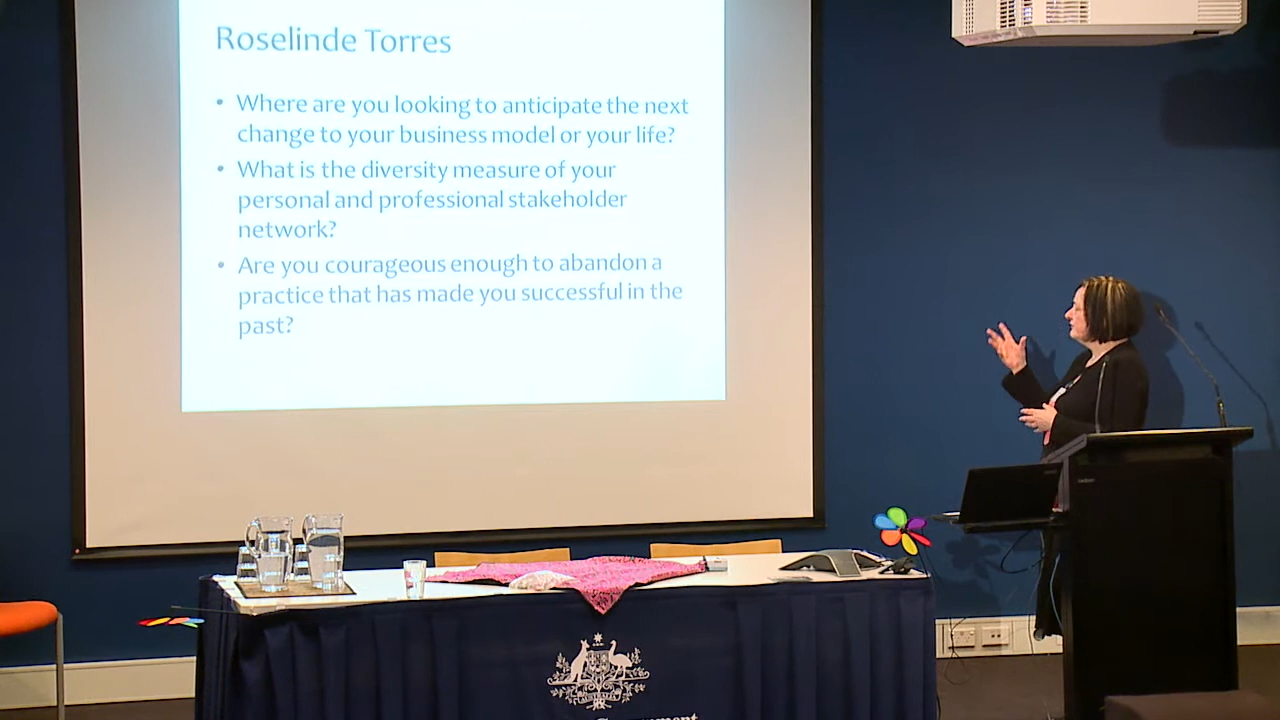 Roselinde Torres
• Where are you looking to anticipate the next
change to your business model or your life?
• What is the diversity measure of your
personal and professional stakeholder
network?
• Are you courageous enough to abandon a
practice that has made you successful in the
past?
AUSTRALIA